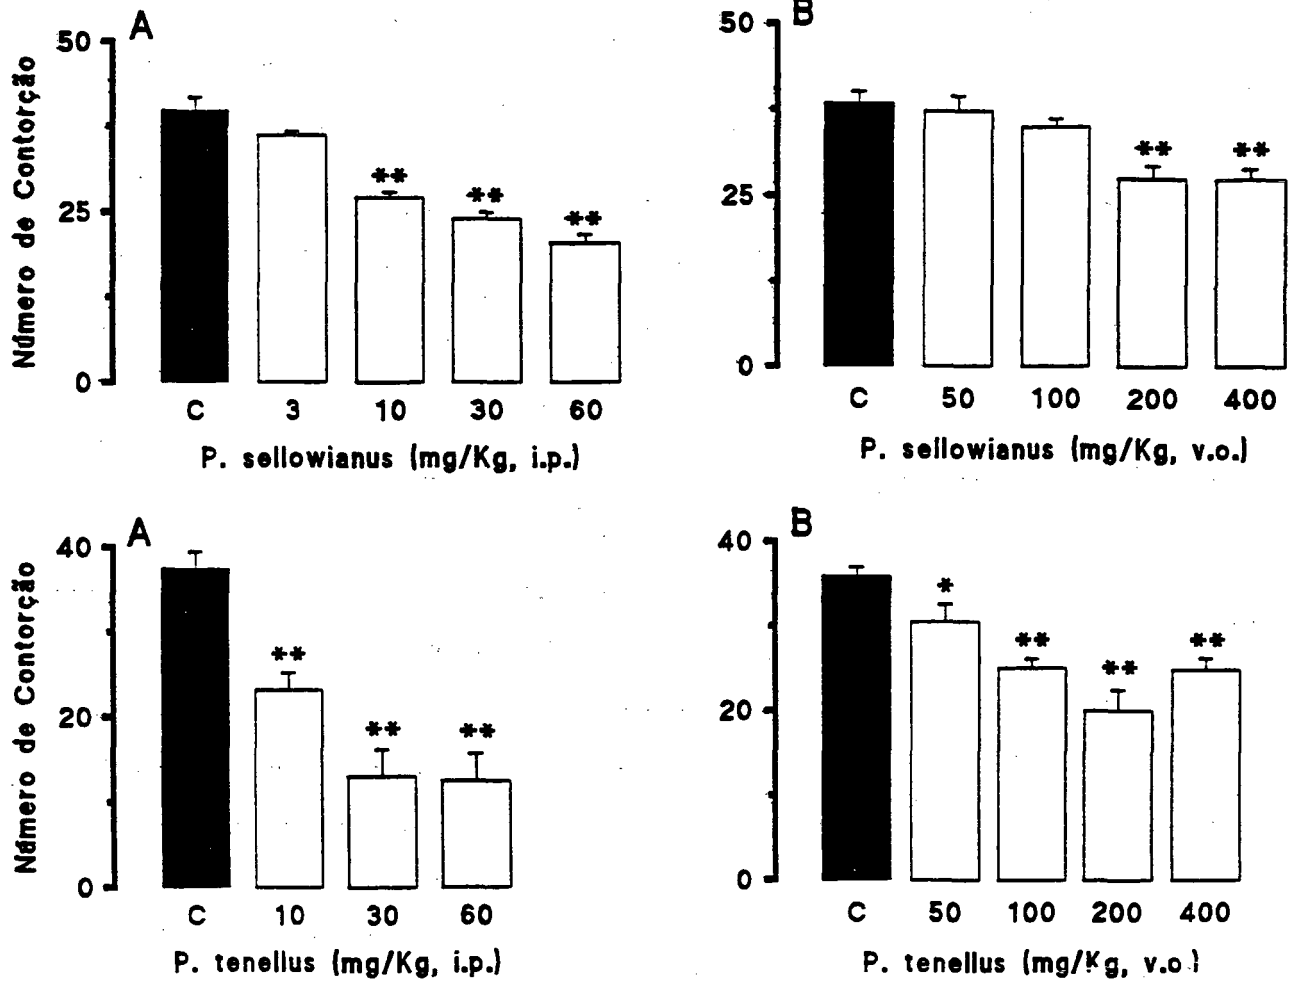 A
50
25
0
Número de Contorção
**
**
**
C 3 10 30 60
P. sellowianus (mg/Kg, i.p.)
B
50
25
0
**
**
C 50 100 200 400
P. sellowianus (mg/Kg, v.o.)
A
40
20
0
Número de Contorção
**
**
**
C 10 30 60
P. tenellus (mg/Kg, i.p.)
B
40
20
0
*
**
**
**
C 50 100 200 400
P. tenellus (mg/Kg, v.o.)